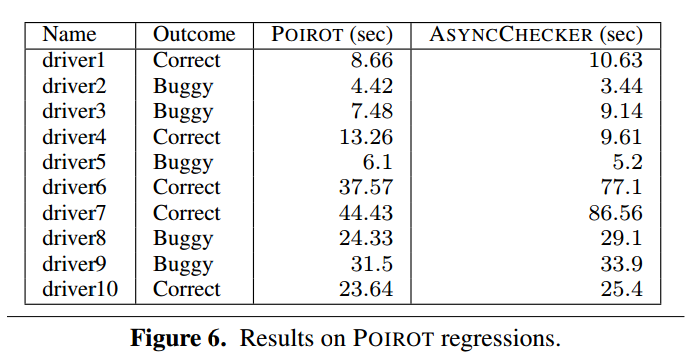 Name Outcome POIROT (sec) ASYNCCHECKER (sec)
driver1 Correct 8.66 10.63
driver2 Buggy 4.42 3.44
driver3 Buggy 7.48 9.14
driver4 Correct 13.26 9.61
driver5 Buggy 6.1 5.2
driver6 Correct 37.57 77.1
driver7 Correct 44.43 86.56
driver8 Buggy 24.33 29.1
driver9 Buggy 31.5 33.9
driver10 Correct 23.64 25.4
Figure 6. Results on POIROT regressions.